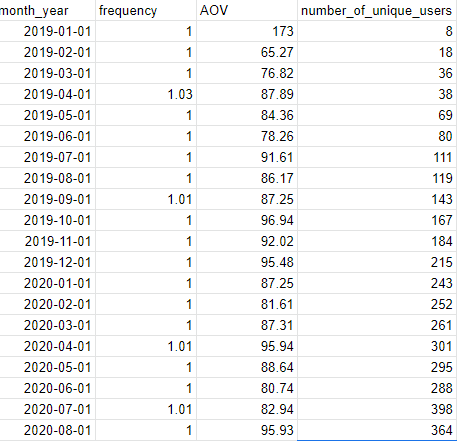 month_year frequency AOV number_of_unique_users
2019-01-01 1 173 8
2019-02-01 1 65.27 18
2019-03-01 1 76.82 36
2019-04-01 1.03 87.89 38
2019-05-01 1 84.36 69
2019-06-01 1 78.26 80
2019-07-01 1 91.61 111
2019-08-01 1 86.17 119
2019-09-01 1.01 87.25 143
2019-10-01 1 96.94 167
2019-11-01 1 92.02 184
2019-12-01 1 95.48 215
2020-01-01 1 87.25 243
2020-02-01 1 81.61 252
2020-03-01 1 87.31 261
2020-04-01 1.01 95.94 301
2020-05-01 1 88.64 295
2020-06-01 1 80.74 288
2020-07-01 1.01 82.94 398
2020-08-01 1 95.93 364